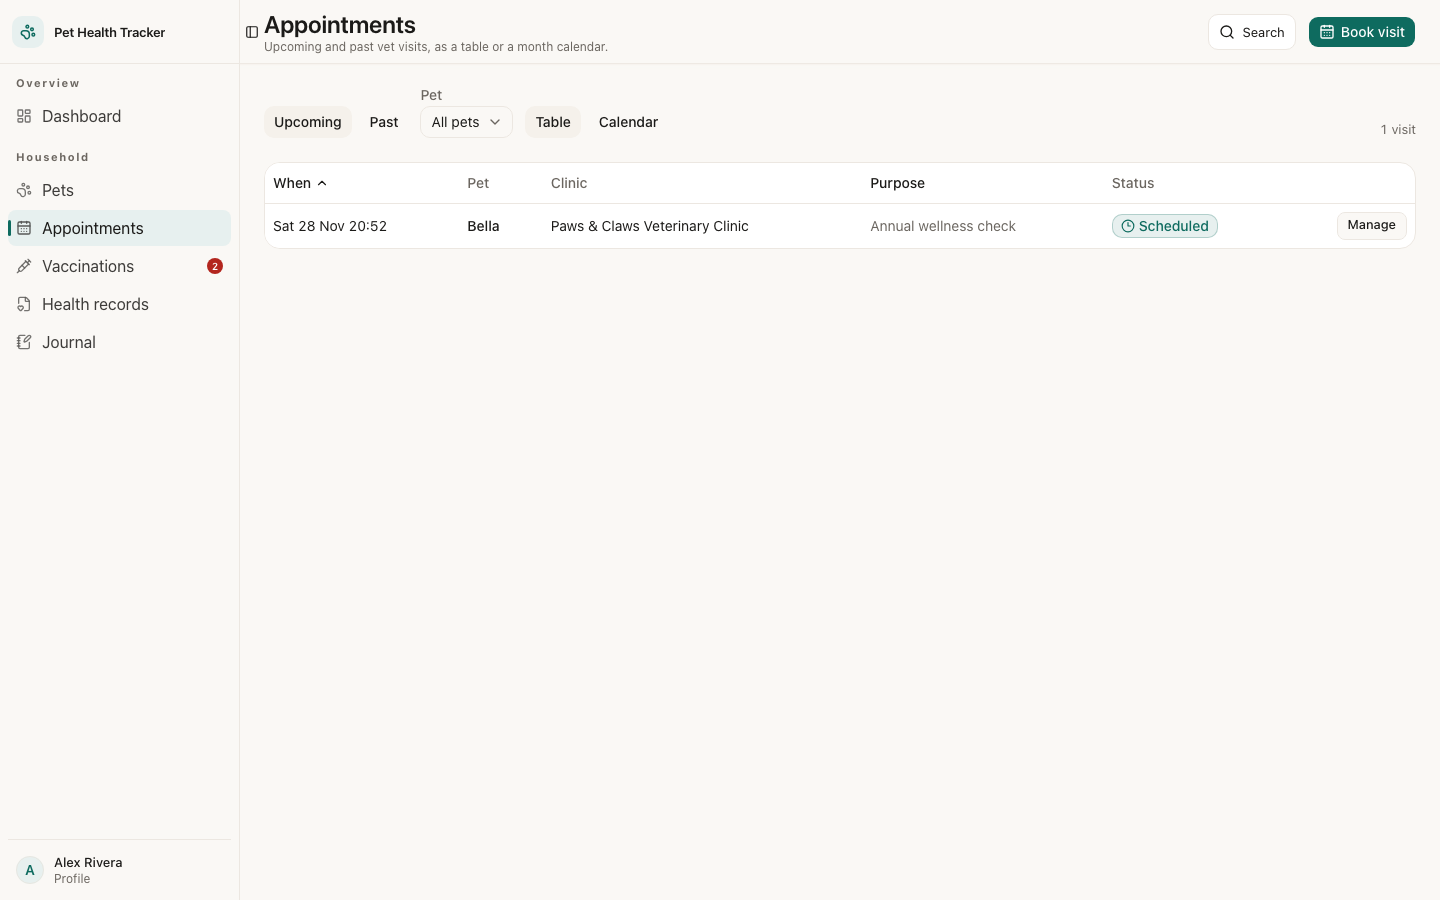 Pet Health Tracker
Overview
Dashboard
Household
Pets
Appointments
Vaccinations 2
Health records
Journal
A
Alex Rivera
Profile
Appointments
Upcoming and past vet visits, as a table or a month calendar.
Search
Book visit
Pet
Upcoming Past All pets Table Calendar
1 visit
When Pet Clinic Purpose Status
Sat 28 Nov 20:52 Bella Paws & Claws Veterinary Clinic Annual wellness check Scheduled Manage